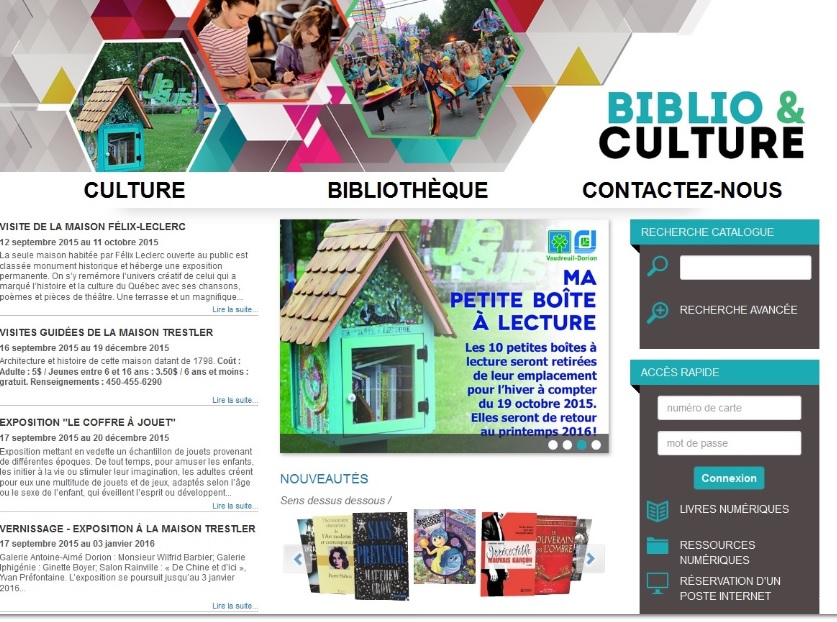 Je suis
BIBLIO &
CULTURE
CULTURE
BIBLIOTHÈQUE
CONTACTEZ-NOUS
VISITE DE LA MAISON FÉLIX-LECLERC
12 septembre 2015 au 11 octobre 2015
La seule maison habitée par Félix Leclerc ouverte au public est
classée monument historique et héberge une exposition
permanente. On s'y remémore l'univers créatif de celui qui a
marqué l'histoire et la culture du Québec avec ses chansons,
poèmes et pièces de théâtre. Une terrasse et un magnifique...
Lire la suite...
VISITES GUIDÉES DE LA MAISON TRESTLER
16 septembre 2015 au 19 décembre 2015
Architecture et histoire de cette maison datant de 1798. Coût :
Adulte : 5$ / Jeunes entre 6 et 16 ans : 3.50$ / 6 ans et moins :
gratuit. Renseignements : 450-455-6290
Lire la suite...
EXPOSITION "LE COFFRE À JOUET"
17 septembre 2015 au 20 décembre 2015
Exposition mettant en vedette un échantillon de jouets provenant
de différentes époques. De tout temps, pour amuser les enfants,
les initier à la vie ou stimuler leur imagination, les adultes créent
pour eux une multitude de jouets et de jeux, adaptés selon l'âge
ou le sexe de l'enfant, qui éveillent l'esprit ou développent...
Lire la suite...
VERNISSAGE - EXPOSITION À LA MAISON TRESTLER
17 septembre 2015 au 03 janvier 2016
Galerie Antoine-Aimé Dorion : Monsieur Wilfrid Barbier; Galerie
Iphigénie : Ginette Boyer; Salon Rainville : « De Chine et d'ici »,
Yvan Préfontaine. L'exposition se poursuit jusqu'au 3 janvier
2016...
Lire la suite...
Je suis
Vaudreuil-Dorion
MA
PETITE BOÎTE
À LECTURE
Les 10 petites boîtes à
lecture seront retirées
de leur emplacement
pour l'hiver à compter
du 19 octobre 2015.
Elles seront de retour
au printemps 2016!
NOUVEAUTÉS
Sens dessus dessous /
SANS
PRÉVENIR
MATTHEW
CROW
Irrésistible
MAUVAIS GARÇON
SOUVERAIN
DE L'OMBRE
RECHERCHE CATALOGUE
RECHERCHE AVANCÉE
ACCÈS RAPIDE
numéro de carte
mot de passe
Connexion
LIVRES NUMÉRIQUES
RESSOURCES
NUMÉRIQUES
RÉSERVATION D'UN
POSTE INTERNET